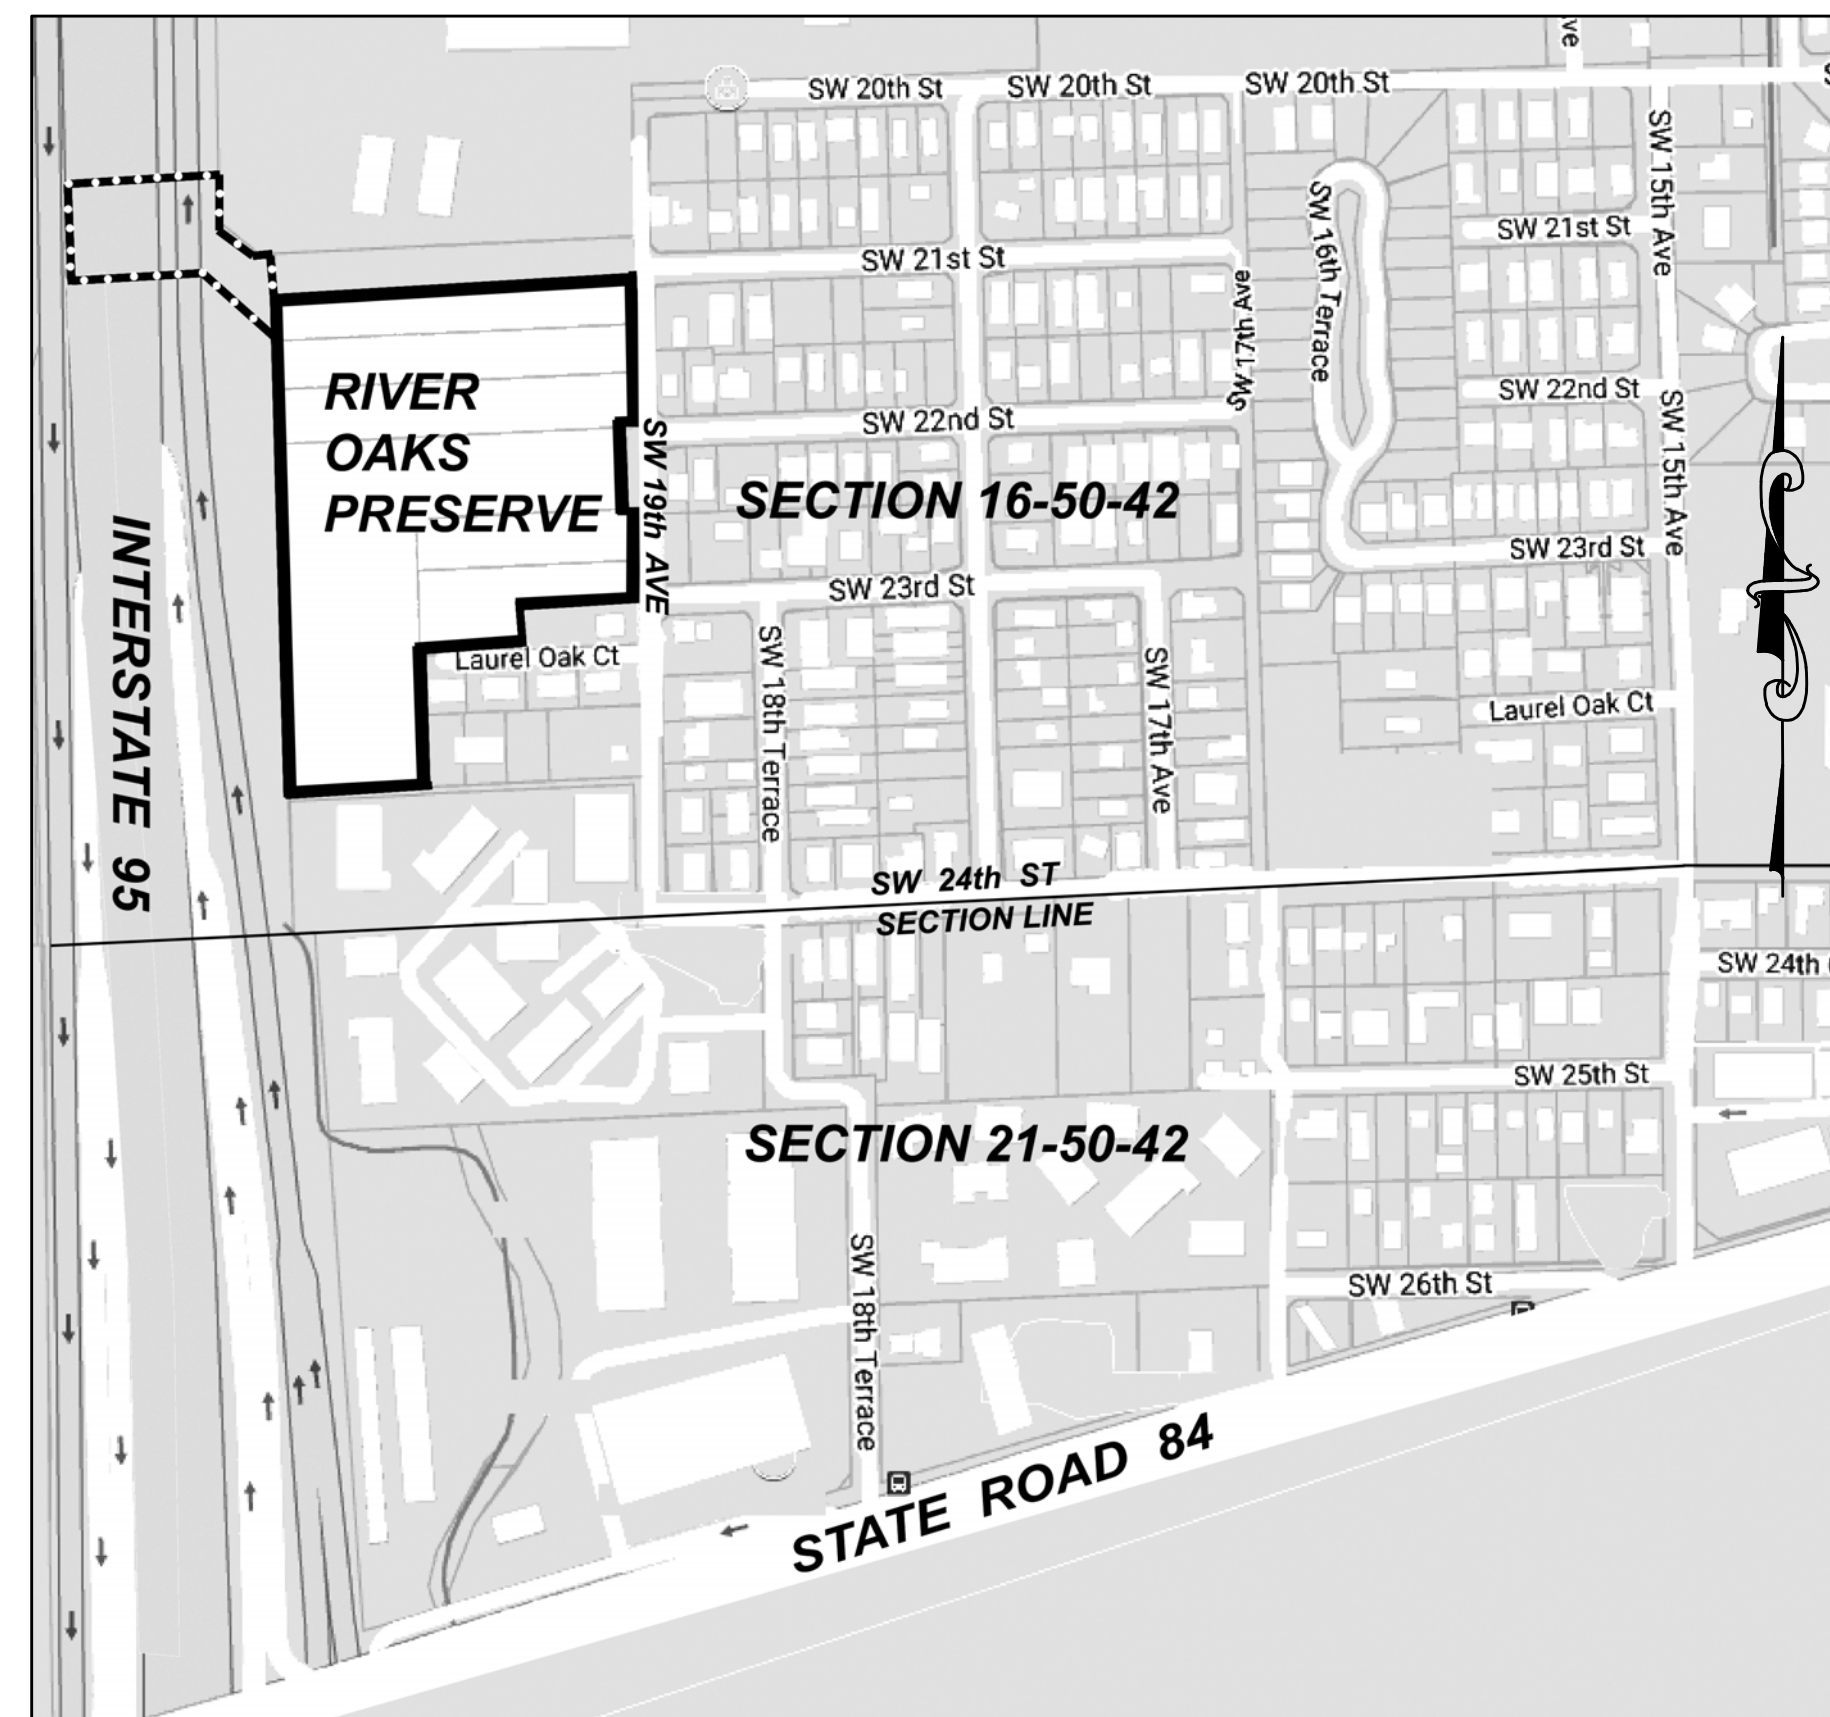 ve
SW 20th St
SW 20th St
SW 20th St
SW 15th Ave
SW 16th Terrace
SW 21st St
SW 21st St
SW 17th Ave
RIVER
OAKS
PRESERVE
SW 22nd St
SW 22nd St
SW 15th Ave
SW 19th AVE
SECTION 16-50-42
INTERSTATE 95
SW 23rd St
SW 23rd St
Laurel Oak Ct
SW 18th Terrace
SW 17th Ave
Laurel Oak Ct
SW 24th ST
SECTION LINE
SW 24th
SW 25th St
SECTION 21-50-42
SW 18th Terrace
SW 26th St
STATE ROAD 84